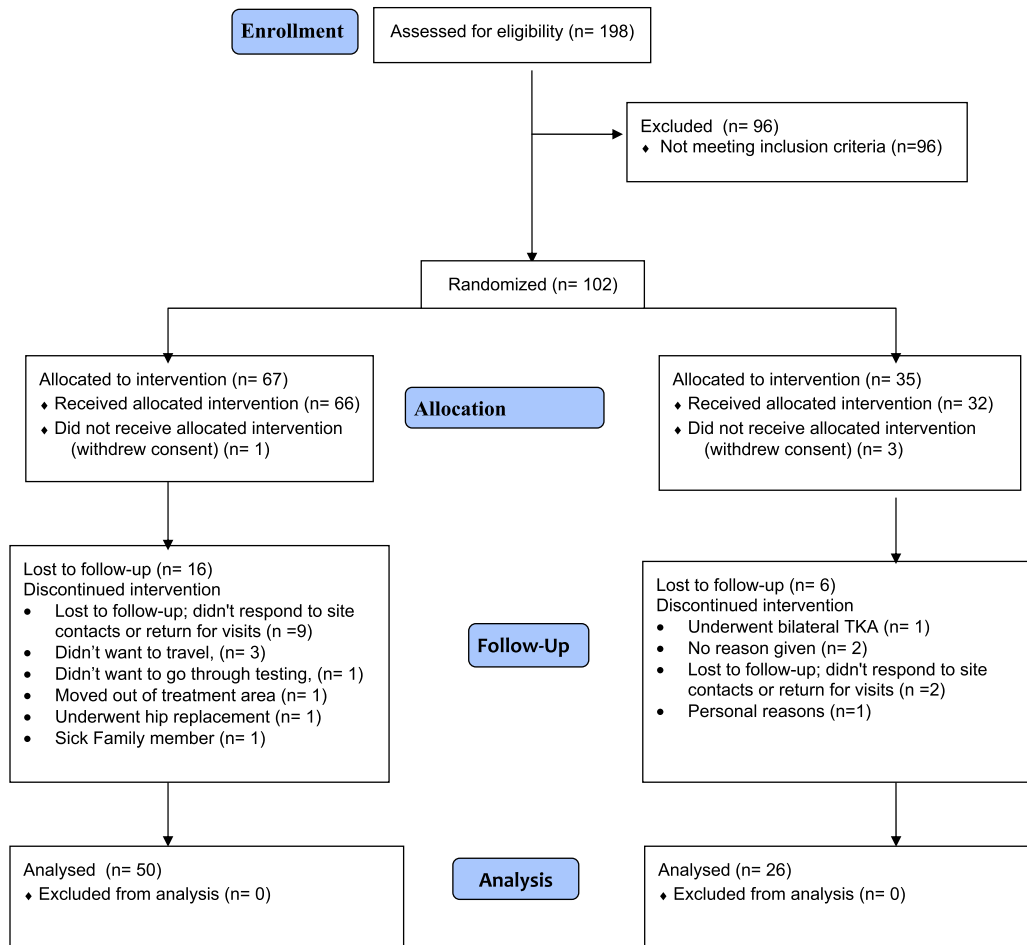 Enrollment
Assessed for eligibility (n= 198)
Excluded (n= 96)
♦ Not meeting inclusion criteria (n=96)
Randomized (n= 102)
Allocated to intervention (n= 67)
♦ Received allocated intervention (n= 66)
♦ Did not receive allocated intervention
(withdrew consent) (n= 1)
Allocation
Allocated to intervention (n= 35)
♦ Received allocated intervention (n= 32)
♦ Did not receive allocated intervention
(withdrew consent) (n= 3)
Lost to follow-up (n= 16)
Discontinued intervention
• Lost to follow-up; didn't respond to site
contacts or return for visits (n =9)
• Didn’t want to travel, (n= 3)
• Didn’t want to go through testing, (n= 1)
• Moved out of treatment area (n= 1)
• Underwent hip replacement (n= 1)
• Sick Family member (n= 1)
Follow-Up
Lost to follow-up (n= 6)
Discontinued intervention
• Underwent bilateral TKA (n= 1)
• No reason given (n= 2)
• Lost to follow-up; didn't respond to site
contacts or return for visits (n =2)
• Personal reasons (n=1)
Analysed (n= 50)
♦ Excluded from analysis (n= 0)
Analysis
Analysed (n= 26)
♦ Excluded from analysis (n= 0)